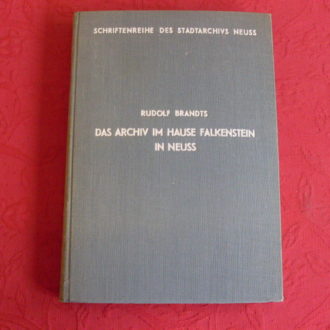 SCHRIFTENREIHE DES STADTARCHIVS NEUSS
RUDOLF BRANDTS
DAS ARCHIV IM HAUSE FALKENSTEIN
IN NEUSS